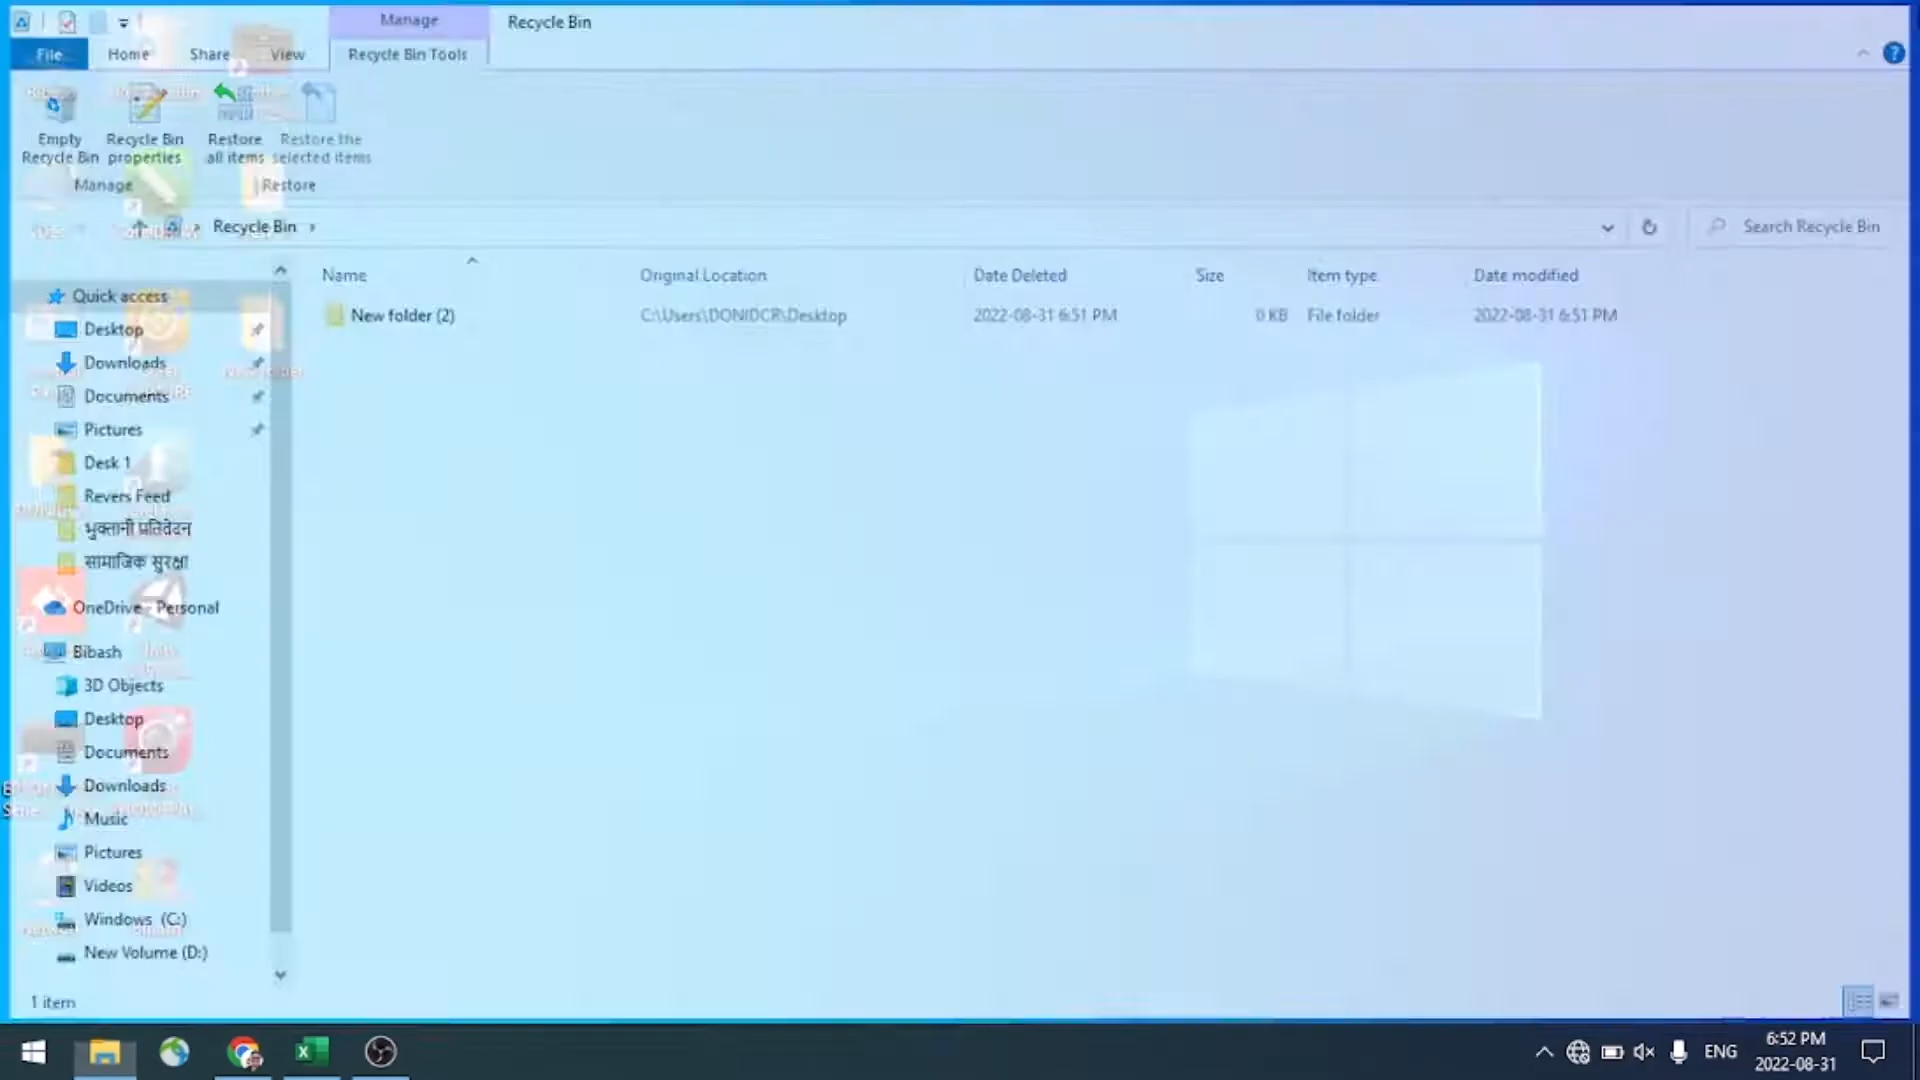 Manage
Recycle Bin
File
Home
Share
View
Recycle Bin Tools
Empty
Recycle Bin
Recycle Bin
properties
Restore
all items
Restore the
selected items
Manage
Restore
Recycle Bin
Search Recycle Bin
Name
Original Location
Date Deleted
Size
Item type
Date modified
New folder (2)
C:\Users\DONIDCR\Desktop
2022-08-31 6:51 PM
0 KB
File folder
2022-08-31 6:51 PM
Quick access
Desktop
Downloads
New folder
Documents
Pictures
Desk 1
Revers Feed
भुक्तानी प्रतिवेदन
सामाजिक सुरक्षा
OneDrive - Personal
Bibash
3D Objects
Desktop
Documents
Downloads
Music
Pictures
Videos
Windows (C:)
New Volume (D:)
1 item
ENG
6:52 PM
2022-08-31